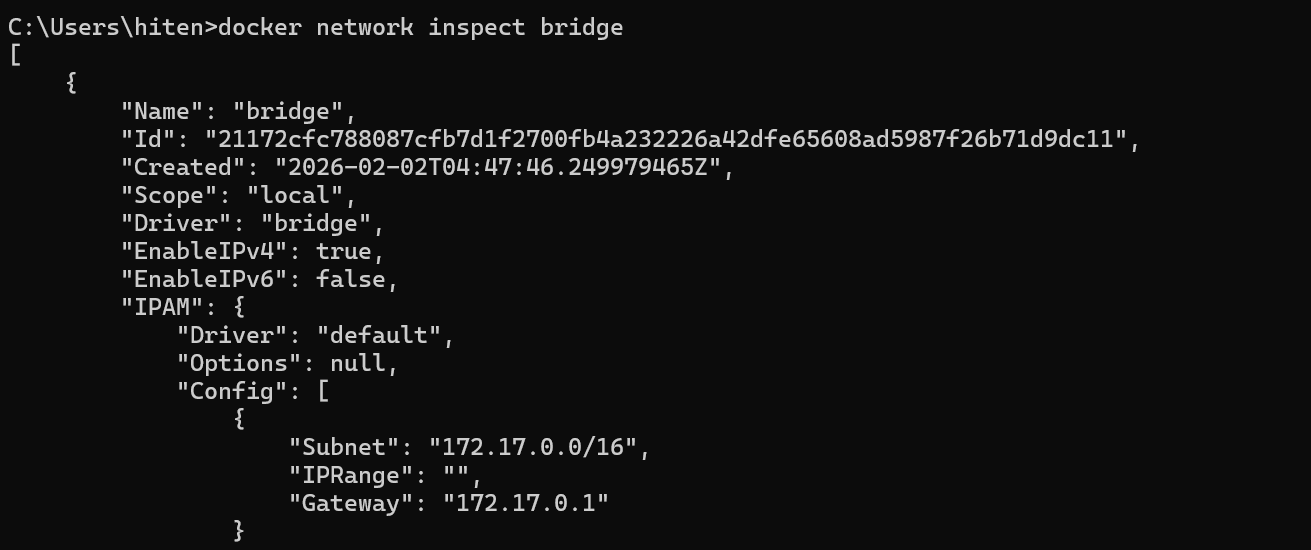 C:\Users\hiten>docker network inspect bridge
[
    {
        "Name": "bridge",
        "Id": "21172cfc788087cfb7d1f2700fb4a232226a42dfe65608ad5987f26b71d9dc11",
        "Created": "2026-02-02T04:47:46.249979465Z",
        "Scope": "local",
        "Driver": "bridge",
        "EnableIPv4": true,
        "EnableIPv6": false,
        "IPAM": {
            "Driver": "default",
            "Options": null,
            "Config": [
                {
                    "Subnet": "172.17.0.0/16",
                    "IPRange": "",
                    "Gateway": "172.17.0.1"
                }